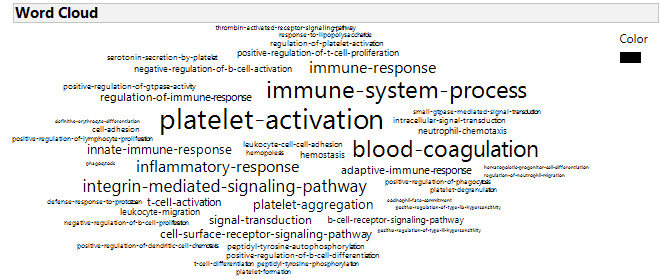 Word Cloud
thrombin-activated-receptor-signaling-pathway
response-to-lipopolysaccharide
Color
regulation-of-platelet-activation
positive-regulation-of-t-cell-proliferation
serotonin-secretion-by-platelet
negative-regulation-of-b-cell-activation
immune-response
positive-regulation-of-gtpase-activity
immune-system-process
regulation-of-immune-response
small-gtpase-mediated-signal-transduction
definitive-erythrocyte-differentiation
platelet-activation
intracellular-signal-transduction
cell-adhesion
neutrophil-chemotaxis
positive-regulation-of-lymphocyte-proliferation
leukocyte-cell-cell-adhesion
innate-immune-response
blood-coagulation
hemopoiesis
hemostasis
phagocytosis
inflammatory-response
adaptive-immune-response
hematopoietic-progenitor-cell-differentiation
regulation-of-neutrophil-migration
integrin-mediated-signaling-pathway
positive-regulation-of-phagocytosis
platelet-degranulation
defense-response-to-protozoan
t-cell-activation
platelet-aggregation
eosinophil-fate-commitment
positive-regulation-of-type-iii-hypersensitivity
leukocyte-migration
negative-regulation-of-b-cell-proliferation
signal-transduction
b-cell-receptor-signaling-pathway
cell-surface-receptor-signaling-pathway
positive-regulation-of-type-iia-hypersensitivity
positive-regulation-of-dendritic-cell-chemotaxis
peptidyl-tyrosine-autophosphorylation
positive-regulation-of-b-cell-differentiation
t-cell-differentiation
peptidyl-tyrosine-phosphorylation
platelet-formation